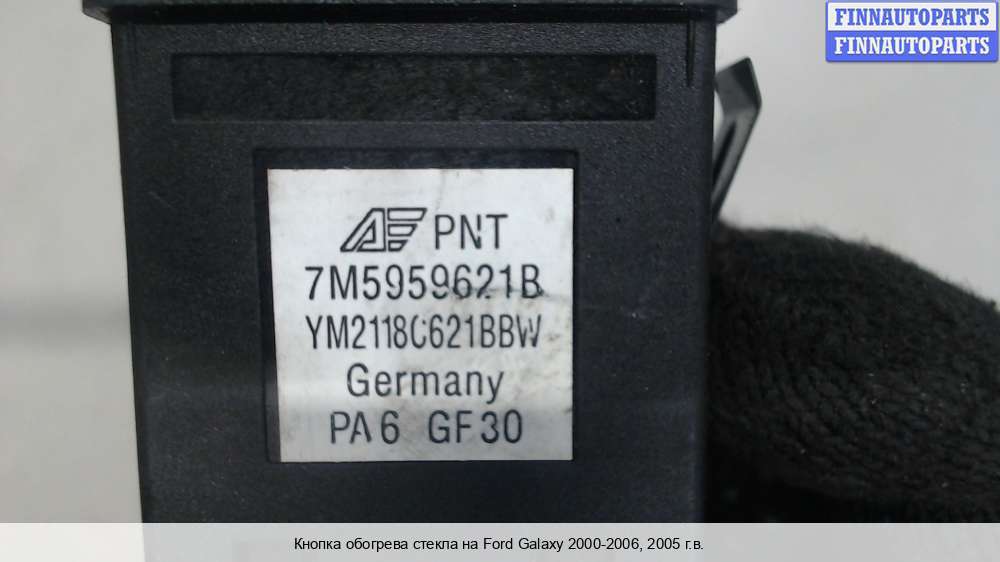 FINNAUTOPARTS
FINNAUTOPARTS
PNT
7M5959621B
YM2118C621BBW
Germany
PA6 GF30
Кнопка обогрева стекла на Ford Galaxy 2000-2006, 2005 г.в.